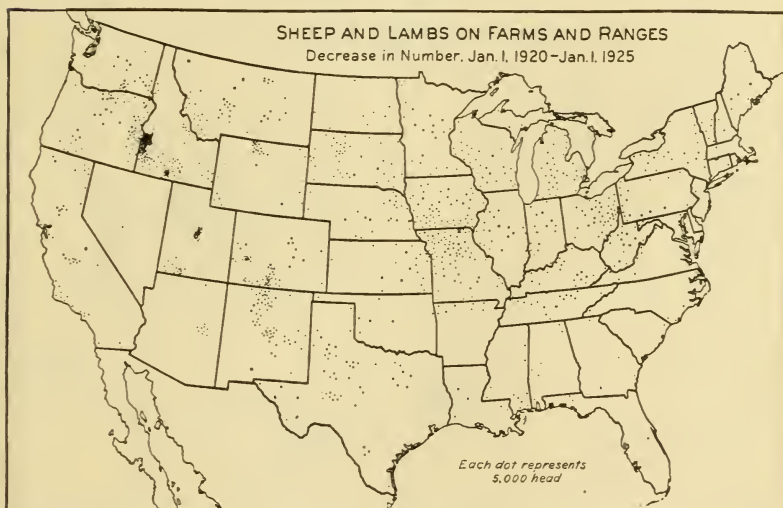 SHEEP AND LAMBS ON FARMS AND RANGES
Decrease in Number. Jan. 1, 1920–Jan. 1, 1925
Each dot represents
5,000 head